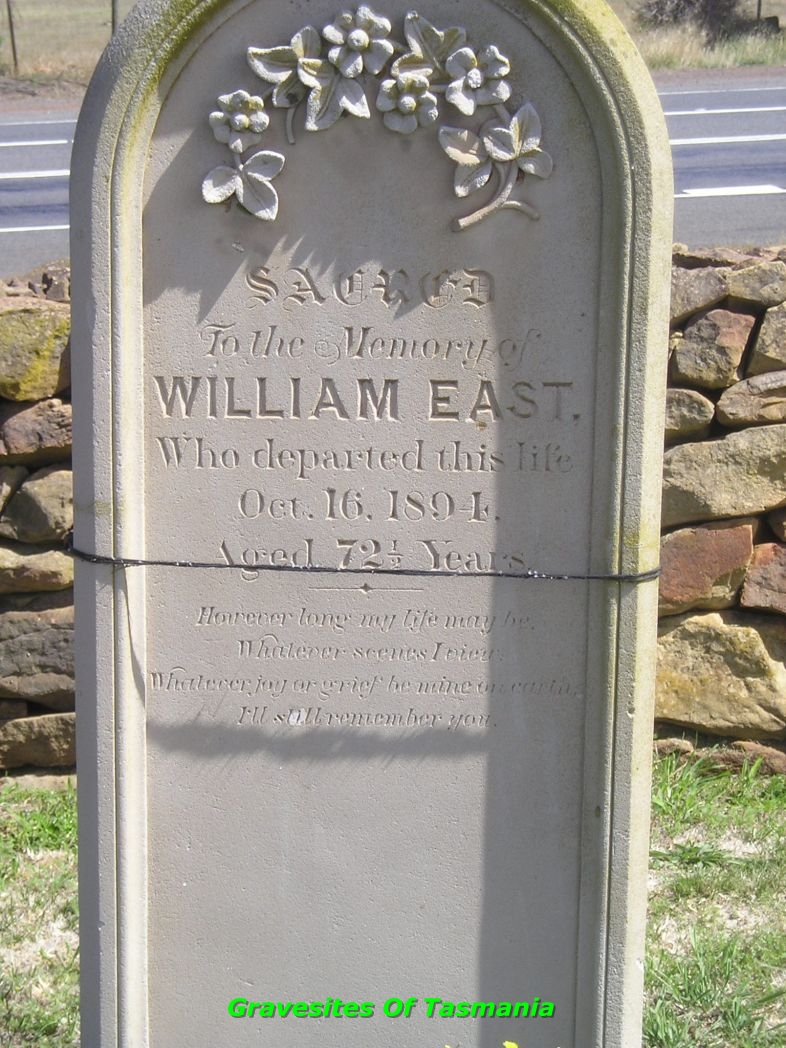 SACRED
To the Memory of
WILLIAM EAST,
Who departed this life
Oct. 16. 1894.
Aged 72½ Years.
However long my life may be,
Whatever scenes I view,
Whatever joy or grief be mine on earth,
I'll still remember you.
Gravesites Of Tasmania